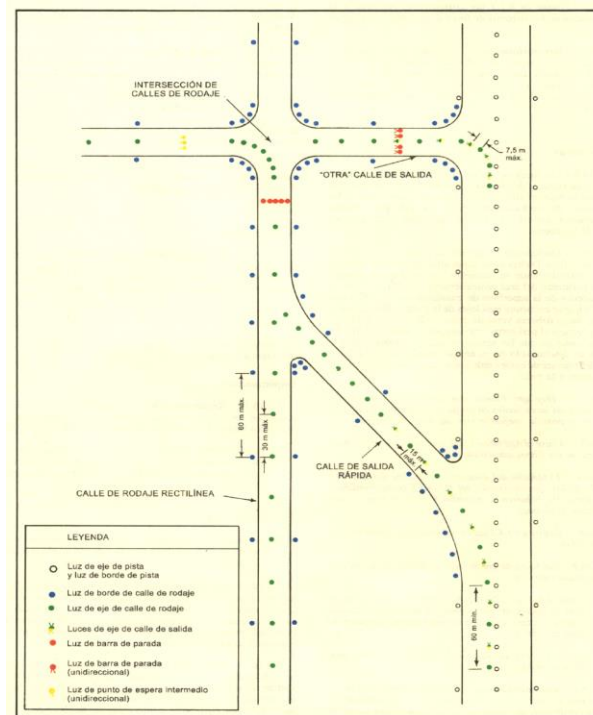 INTERSECCIÓN DE
CALLES DE RODAJE
7,5 m
máx.
"OTRA" CALLE DE SALIDA
60 m máx.
30 m máx
15 m
máx.
CALLE DE SALIDA
RÁPIDA
CALLE DE RODAJE RECTILÍNEA
60 m mín.
LEYENDA
Luz de eje de pista
y luz de borde de pista
Luz de borde de calle de rodaje
Luz de eje de calle de rodaje
Luces de eje de calle de salida
Luz de barra de parada
Luz de barra de parada
(unidireccional)
Luz de punto de espera intermedio
(unidireccional)